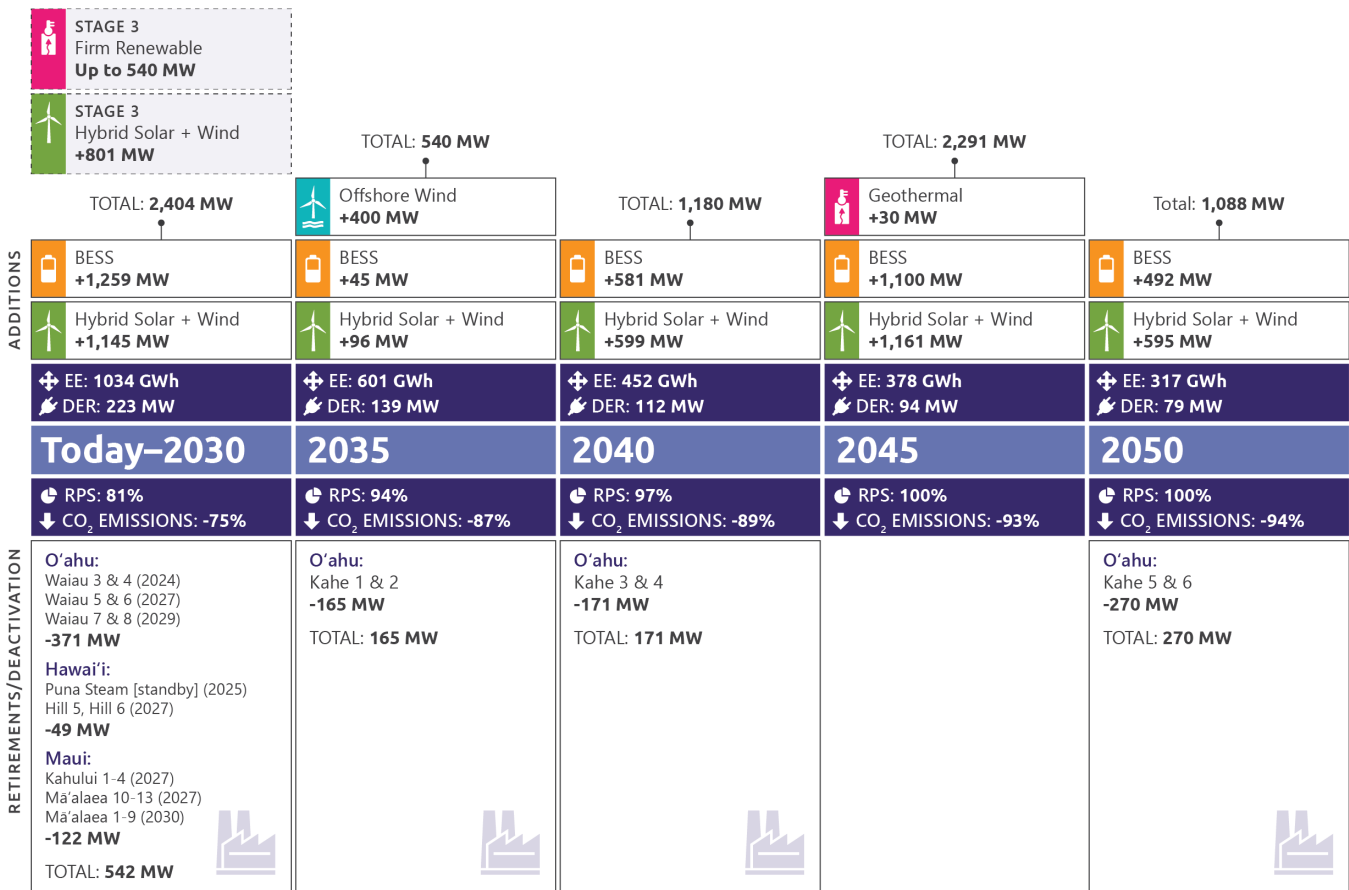 STAGE 3
Firm Renewable
Up to 540 MW
STAGE 3
Hybrid Solar + Wind
+801 MW
TOTAL: 2,404 MW
TOTAL: 540 MW
TOTAL: 1,180 MW
TOTAL: 2,291 MW
Total: 1,088 MW
ADDITIONS
Offshore Wind
+400 MW
Geothermal
+30 MW
BESS
+1,259 MW
BESS
+45 MW
BESS
+581 MW
BESS
+1,100 MW
BESS
+492 MW
Hybrid Solar + Wind
+1,145 MW
Hybrid Solar + Wind
+96 MW
Hybrid Solar + Wind
+599 MW
Hybrid Solar + Wind
+1,161 MW
Hybrid Solar + Wind
+595 MW
EE: 1034 GWh
DER: 223 MW
EE: 601 GWh
DER: 139 MW
EE: 452 GWh
DER: 112 MW
EE: 378 GWh
DER: 94 MW
EE: 317 GWh
DER: 79 MW
Today–2030
2035
2040
2045
2050
RPS: 81%
CO₂ EMISSIONS: -75%
RPS: 94%
CO₂ EMISSIONS: -87%
RPS: 97%
CO₂ EMISSIONS: -89%
RPS: 100%
CO₂ EMISSIONS: -93%
RPS: 100%
CO₂ EMISSIONS: -94%
RETIREMENTS/DEACTIVATION
Oʻahu:
Waiau 3 & 4 (2024)
Waiau 5 & 6 (2027)
Waiau 7 & 8 (2029)
-371 MW
Hawaiʻi:
Puna Steam [standby] (2025)
Hill 5, Hill 6 (2027)
-49 MW
Maui:
Kahului 1-4 (2027)
Māʻalaea 10-13 (2027)
Māʻalaea 1-9 (2030)
-122 MW
TOTAL: 542 MW
Oʻahu:
Kahe 1 & 2
-165 MW
TOTAL: 165 MW
Oʻahu:
Kahe 3 & 4
-171 MW
TOTAL: 171 MW
Oʻahu:
Kahe 5 & 6
-270 MW
TOTAL: 270 MW